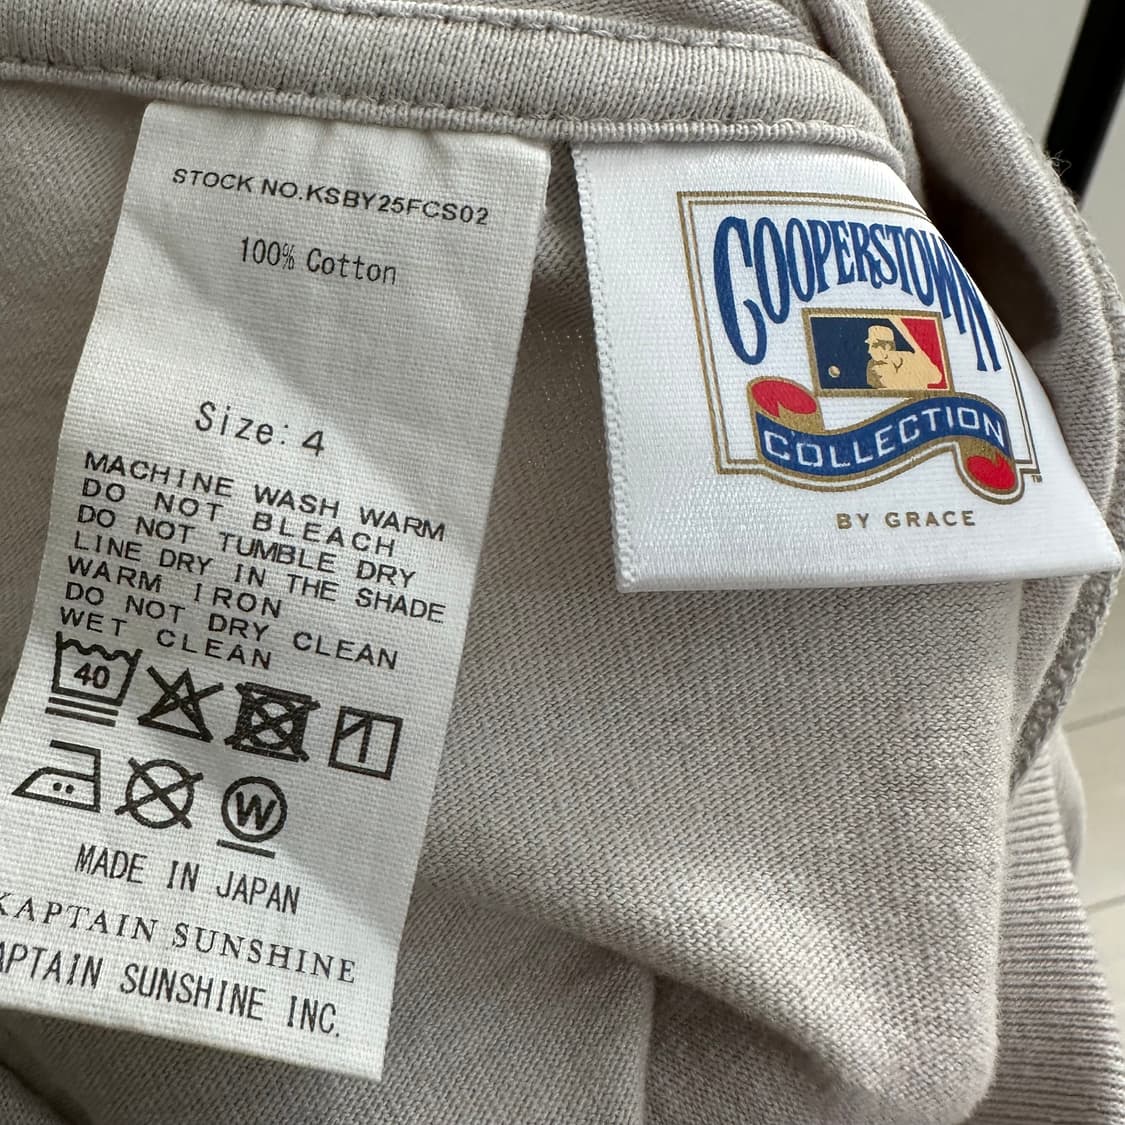 STOCK NO.KSBY25FCS02
100% Cotton
Size: 4
MACHINE WASH WARM
DO NOT BLEACH
DO NOT TUMBLE DRY
LINE DRY IN THE SHADE
WARM IRON
DO NOT DRY CLEAN
WET CLEAN
40
W
MADE IN JAPAN
KAPTAIN SUNSHINE
APTAIN SUNSHINE INC.
COOPERSTOWN
COLLECTION
TM
BY GRACE